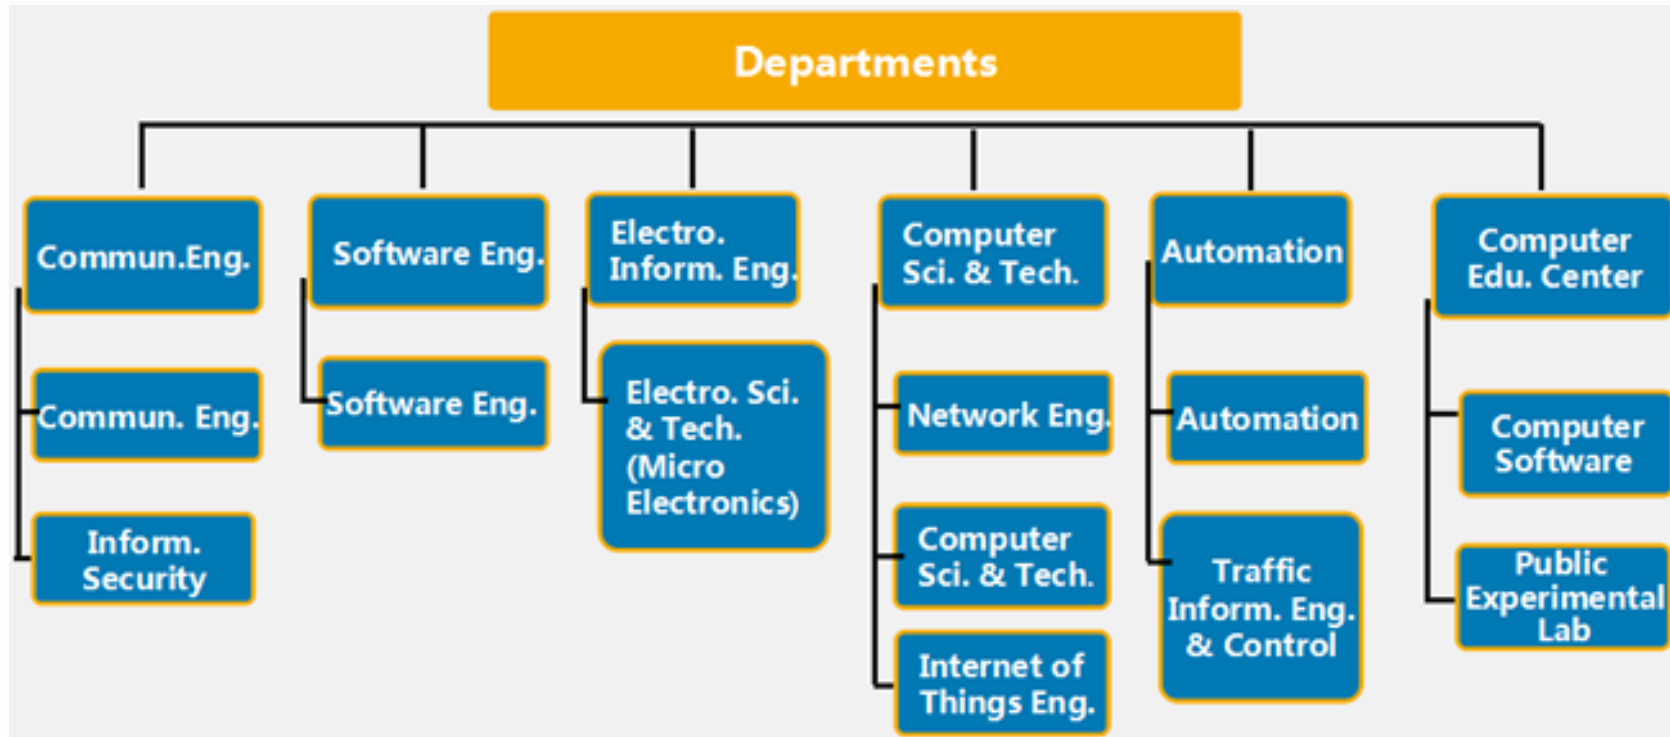 Departments
Commun.Eng.
Commun. Eng.
Inform.
Security
Software Eng.
Software Eng.
Electro.
Inform. Eng.
Electro. Sci.
& Tech.
(Micro
Electronics)
Computer
Sci. & Tech.
Network Eng.
Computer
Sci. & Tech.
Internet of
Things Eng.
Automation
Automation
Traffic
Inform. Eng.
& Control
Computer
Edu. Center
Computer
Software
Public
Experimental
Lab